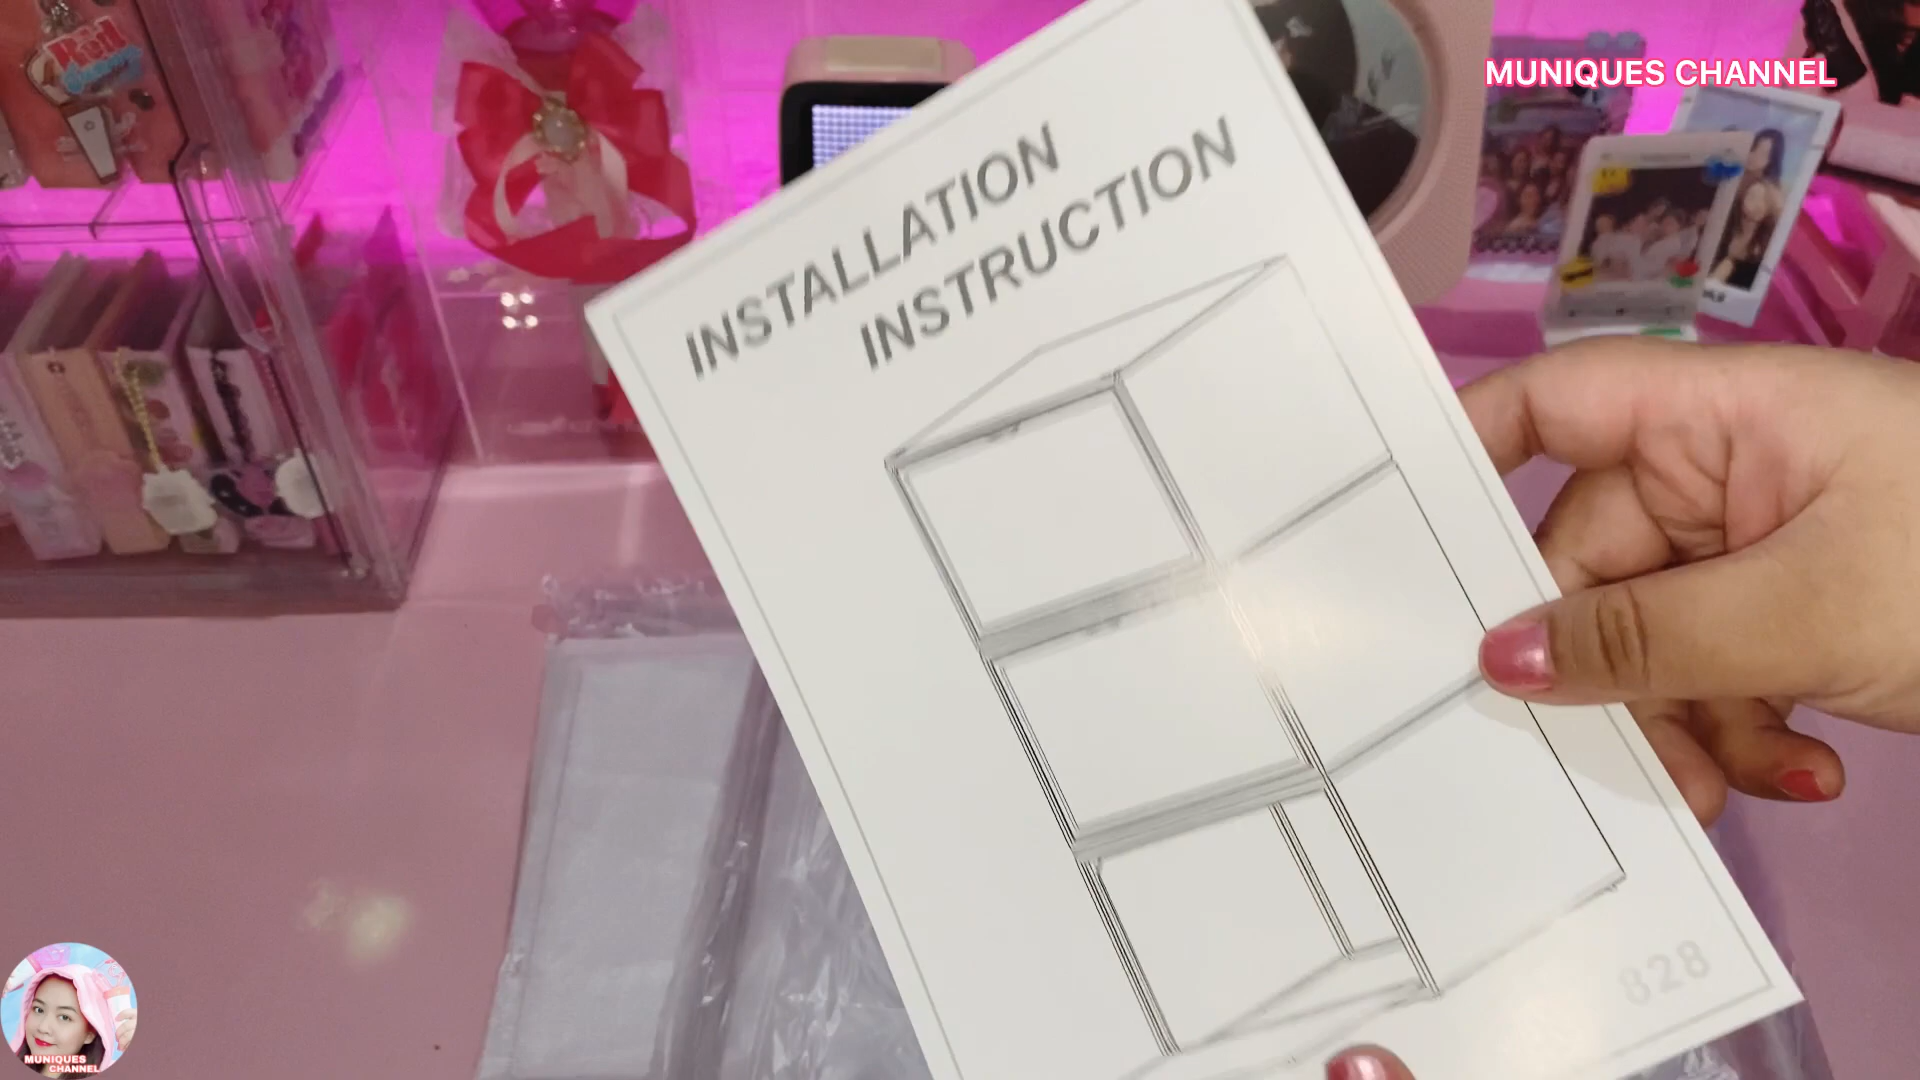 MUNIQUES CHANNEL
INSTALLATION
INSTRUCTION
828
MUNIQUES
CHANNEL